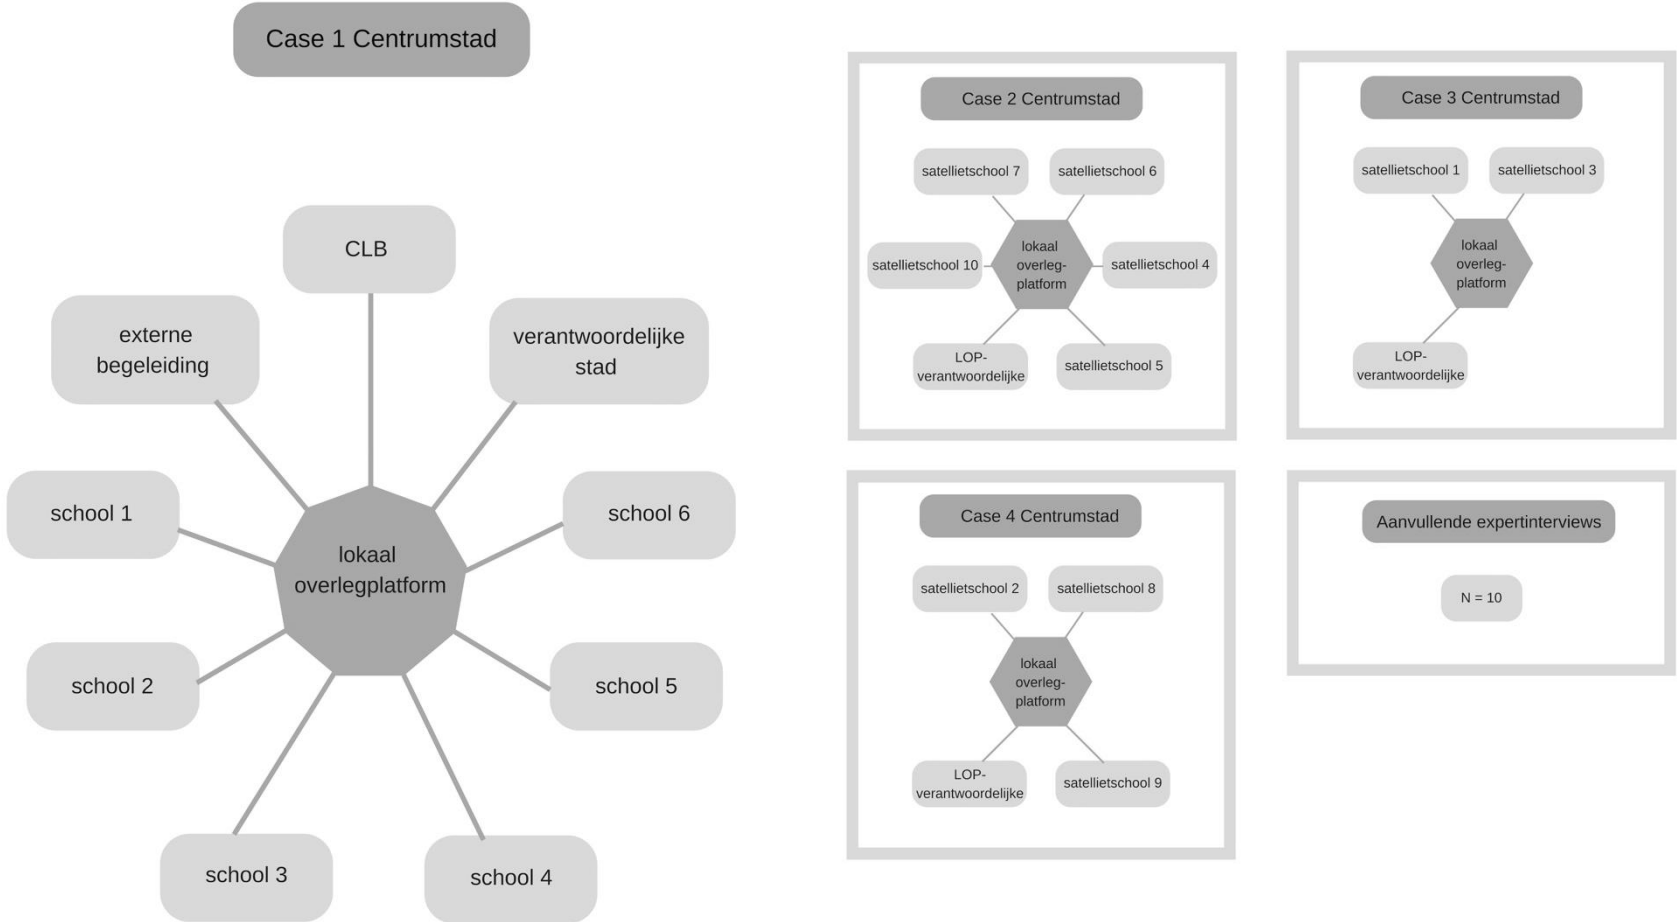 Case 1 Centrumstad
CLB
externe
begeleiding
verantwoordelijke
stad
school 1
school 6
lokaal
overlegplatform
school 2
school 5
school 3
school 4
Case 2 Centrumstad
satellietschool 7
satellietschool 6
satellietschool 10
lokaal
overleg-
platform
satellietschool 4
LOP-
verantwoordelijke
satellietschool 5
Case 3 Centrumstad
satellietschool 1
satellietschool 3
lokaal
overleg-
platform
LOP-
verantwoordelijke
Case 4 Centrumstad
satellietschool 2
satellietschool 8
lokaal
overleg-
platform
LOP-
verantwoordelijke
satellietschool 9
Aanvullende expertinterviews
N = 10